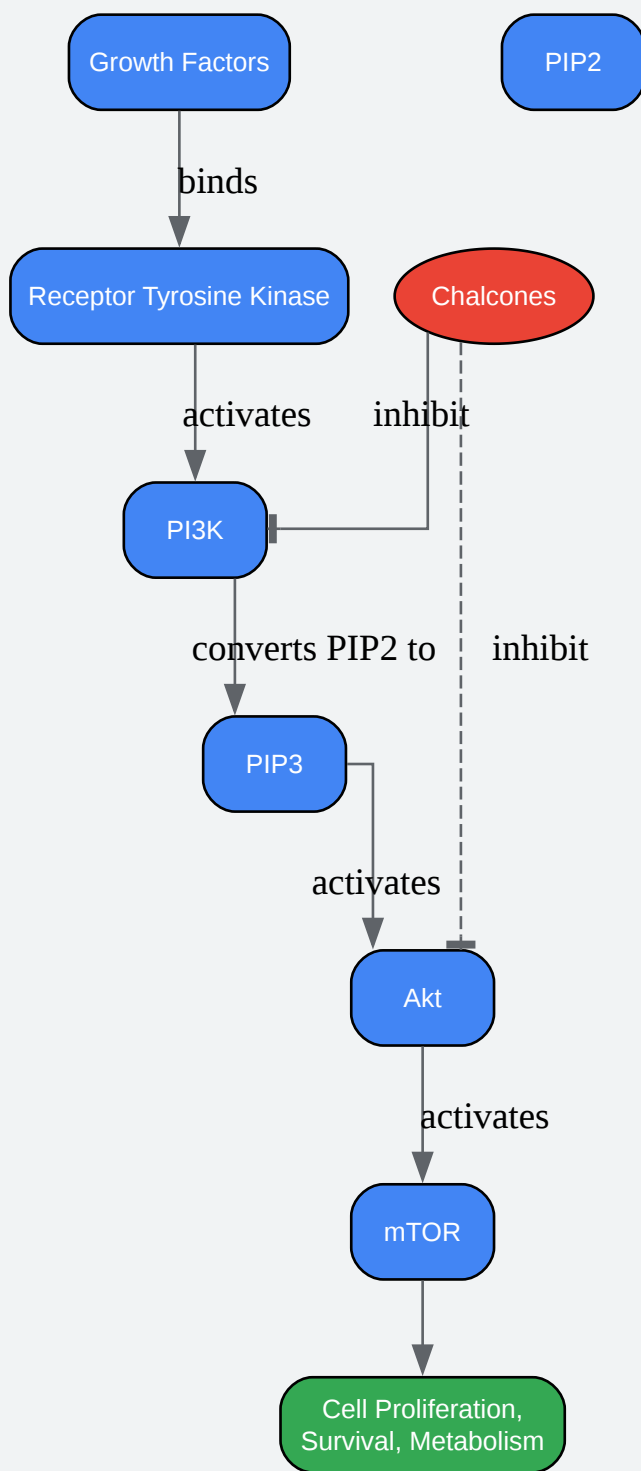 Growth Factors
PIP2
binds
Receptor Tyrosine Kinase
Chalcones
activates
inhibit
PI3K
converts PIP2 to
inhibit
PIP3
activates
Akt
activates
mTOR
Cell Proliferation,
Survival, Metabolism